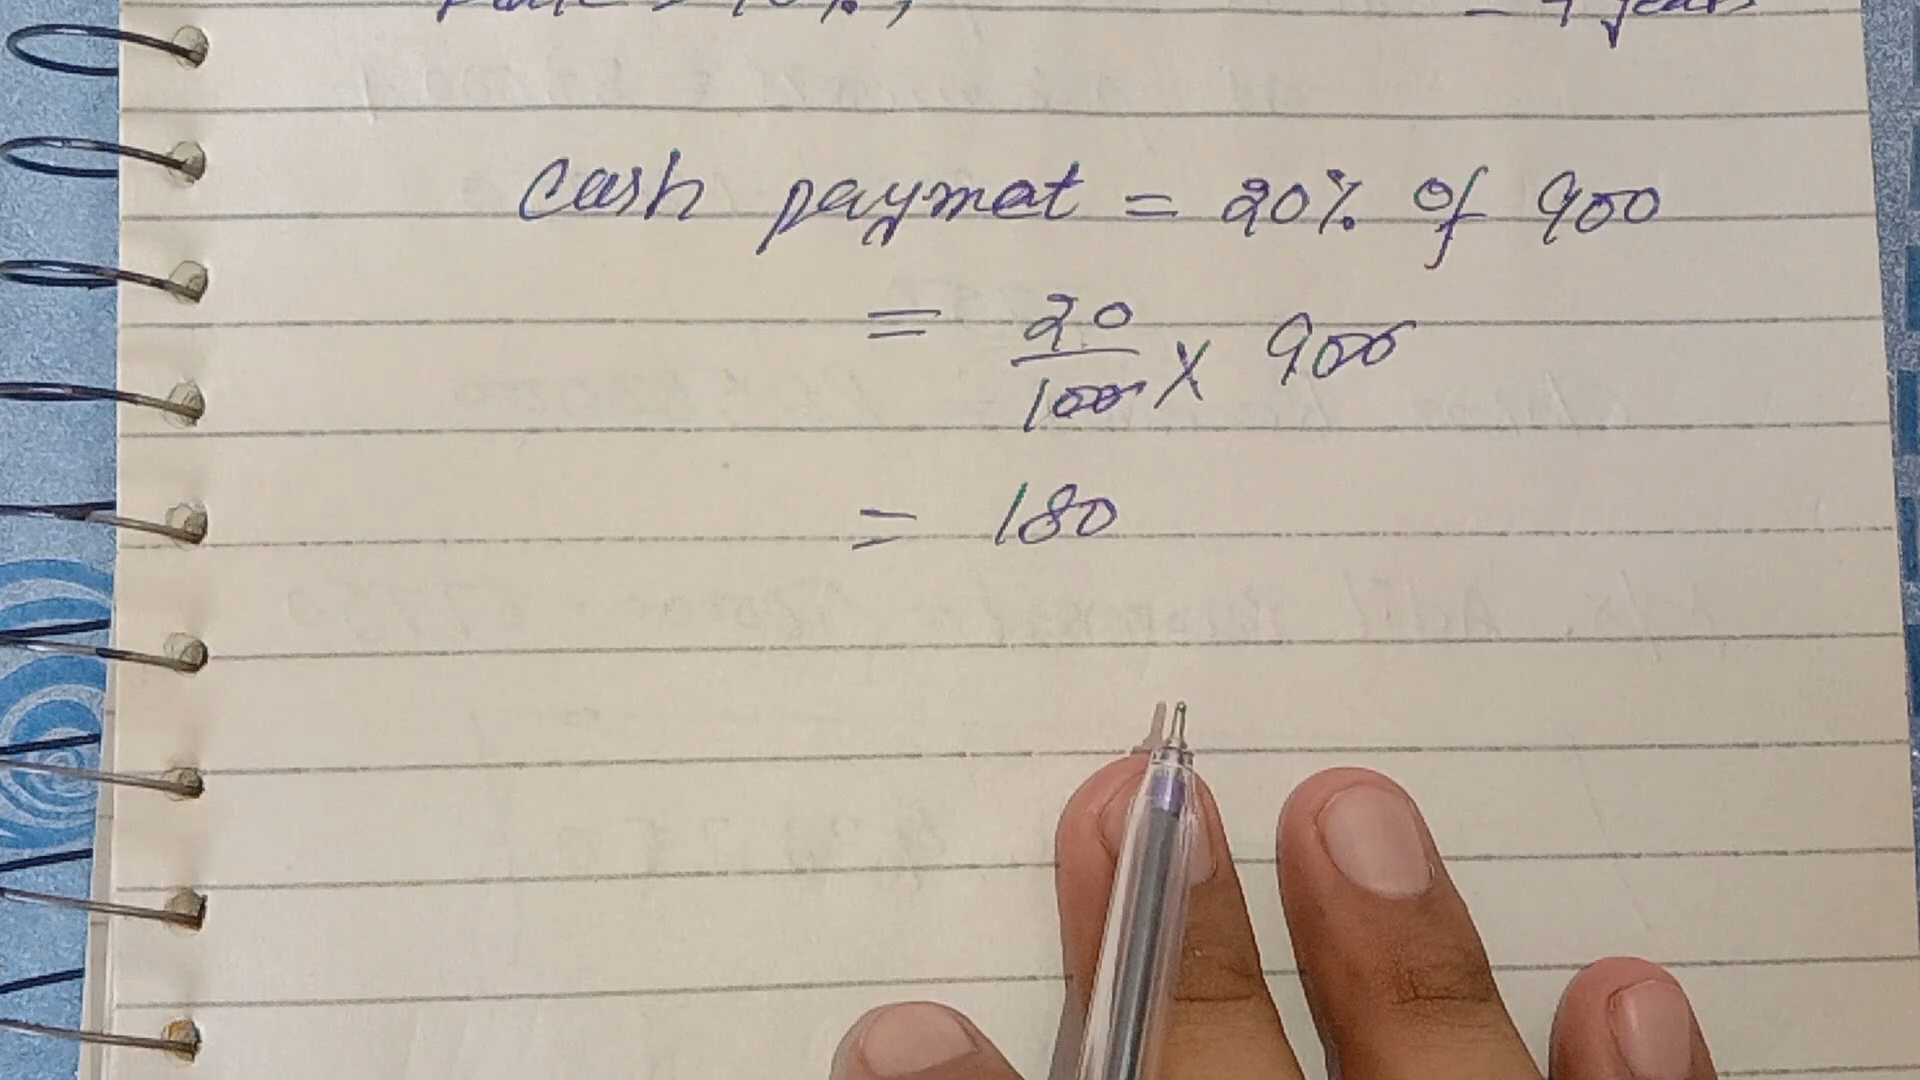 cash paymet = 20% of 900
= 20/100 X 900
= 180